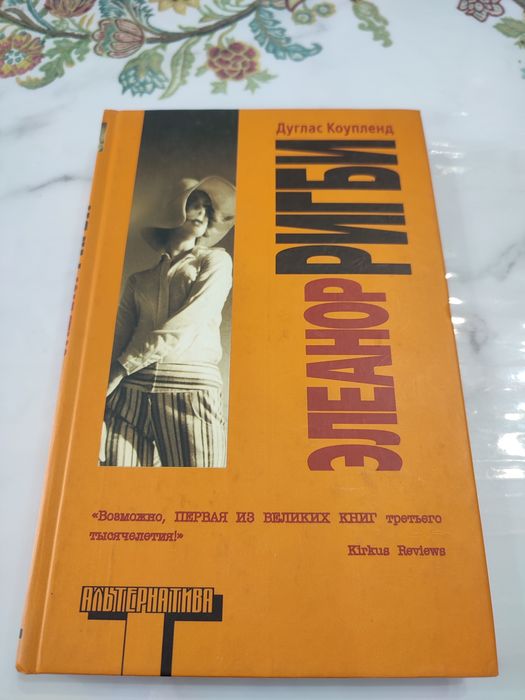 Дуглас Коупленд
ЭЛЕАНОР РИГБИ
«Возможно, ПЕРВАЯ ИЗ ВЕЛИКИХ КНИГ третьего
тысячелетия!»
Kirkus Reviews
АЛЬТЕРНАТИВА